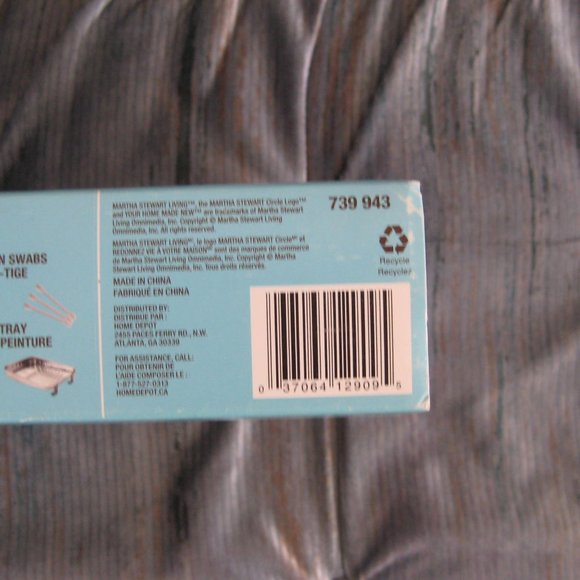 N SWABS
-TIGE
TRAY
PEINTURE
MARTHA STEWART LIVING™, the MARTHA STEWART Circle Logo™
and YOUR HOME MADE NEW™ are trademarks of Martha Stewart
Living Omnimedia, Inc. Copyright © Martha Stewart
Omnimedia, Inc. All rights reserved.
MARTHA STEWART LIVING™, le logo MARTHA STEWART Circle™ et
REDONNEZ VIE À VOTRE MAISON™ sont des marques de commerce
de Martha Stewart Living Omnimedia, Inc. Copyright © Martha
Stewart Living Omnimedia, Inc. Tous droits réservés.
MADE IN CHINA
FABRIQUÉ EN CHINA
DISTRIBUTED BY:
DISTRIBUE PAR :
HOME DEPOT
2455 PACES FERRY RD., N.W.
ATLANTA, GA 30339
FOR ASSISTANCE, CALL:
POUR OBTENIR DE
L'AIDE COMPOSER LE :
1-877-527-0313
HOMEDEPOT.CA
739 943
Recycle
Recyclez
0 37064 12909 5